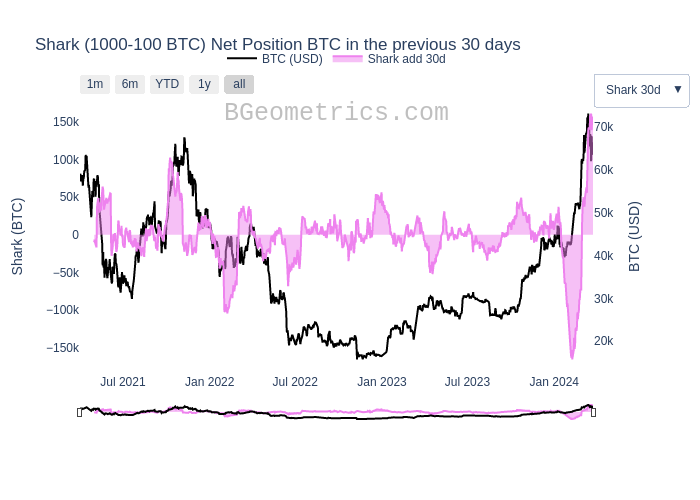 Shark (1000-100 BTC) Net Position BTC in the previous 30 days
BTC (USD) Shark add 30d
1m 6m YTD 1y all
Shark 30d ▼
BGeometrics.com
150k
100k
50k
0
−50k
−100k
−150k
Shark (BTC)
70k
60k
50k
40k
30k
20k
BTC (USD)
Jul 2021 Jan 2022 Jul 2022 Jan 2023 Jul 2023 Jan 2024